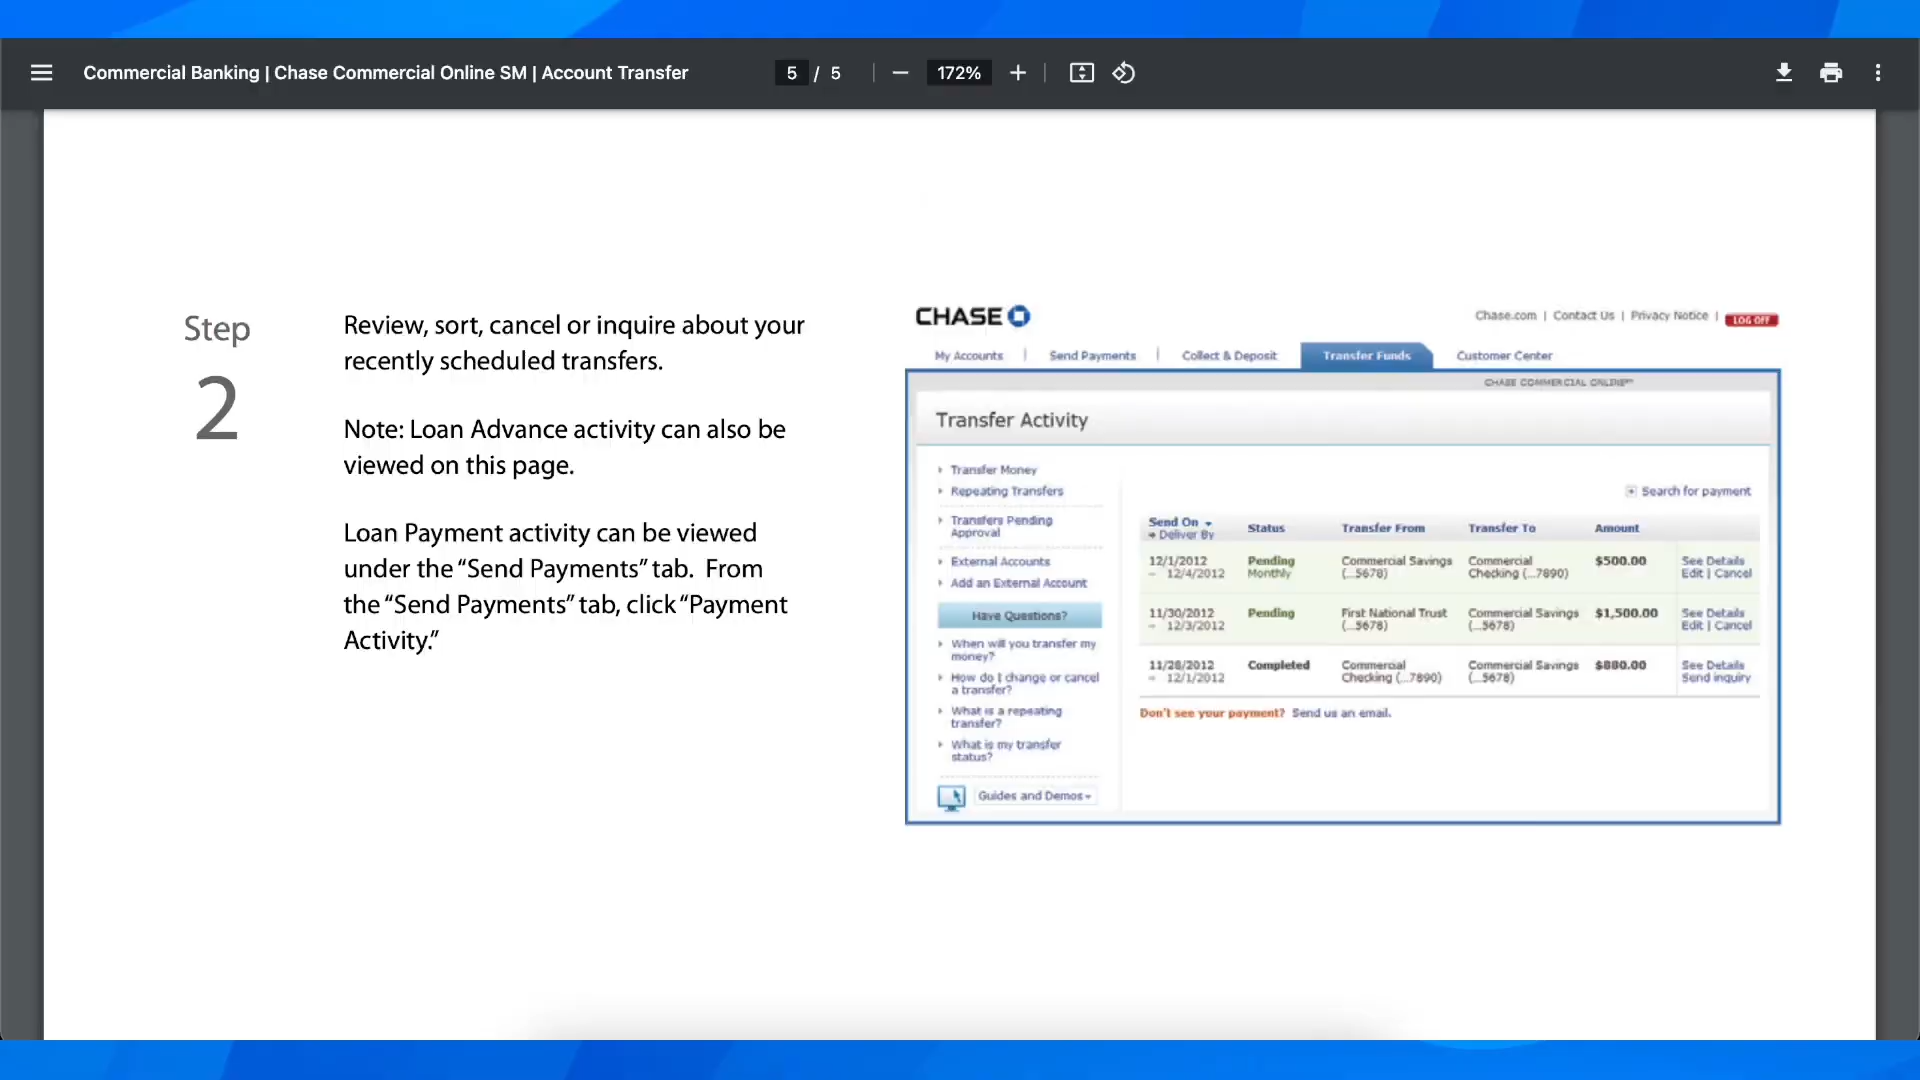 Commercial Banking | Chase Commercial Online SM | Account Transfer
5 / 5
172%
Step
2
Review, sort, cancel or inquire about your
recently scheduled transfers.
Note: Loan Advance activity can also be
viewed on this page.
Loan Payment activity can be viewed
under the “Send Payments” tab.  From
the “Send Payments” tab, click “Payment
Activity.”
CHASE
Chase.com | Contact Us | Privacy Notice | LOG OFF
My Accounts | Send Payments | Collect & Deposit Transfer Funds Customer Center
CHASE COMMERCIAL ONLINE℠
Transfer Activity
Transfer Money
Repeating Transfers
Transfers Pending
Approval
External Accounts
Add an External Account
Have Questions?
When will you transfer my
money?
How do I change or cancel
a transfer?
What is a repeating
transfer?
What is my transfer
status?
Guides and Demos
Search for payment
Send On Status Transfer From Transfer To Amount
Deliver By
12/1/2012 Pending Commercial Savings Commercial $500.00 See Details
12/4/2012 Monthly (...5678) Checking (...7890) Edit | Cancel
11/30/2012 Pending First National Trust Commercial Savings $1,500.00 See Details
12/3/2012 (...5678) (...5678) Edit | Cancel
11/28/2012 Completed Commercial Commercial Savings $880.00 See Details
12/1/2012 Checking (...7890) (...5678) Send inquiry
Don't see your payment? Send us an email.